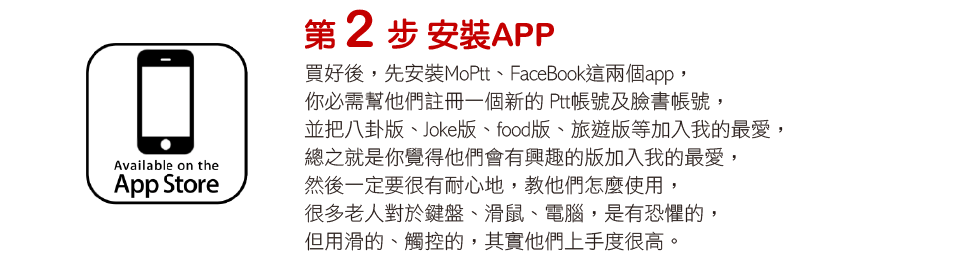 第 2 步 安裝APP
買好後，先安裝MoPtt、FaceBook這兩個app，
你必需幫他們註冊一個新的 Ptt帳號及臉書帳號，
並把八卦版、Joke版、food版、旅遊版等加入我的最愛，
總之就是你覺得他們會有興趣的版加入我的最愛，
然後一定要很有耐心地，教他們怎麼使用，
很多老人對於鍵盤、滑鼠、電腦，是有恐懼的，
但用滑的、觸控的，其實他們上手度很高。
Available on the
App Store